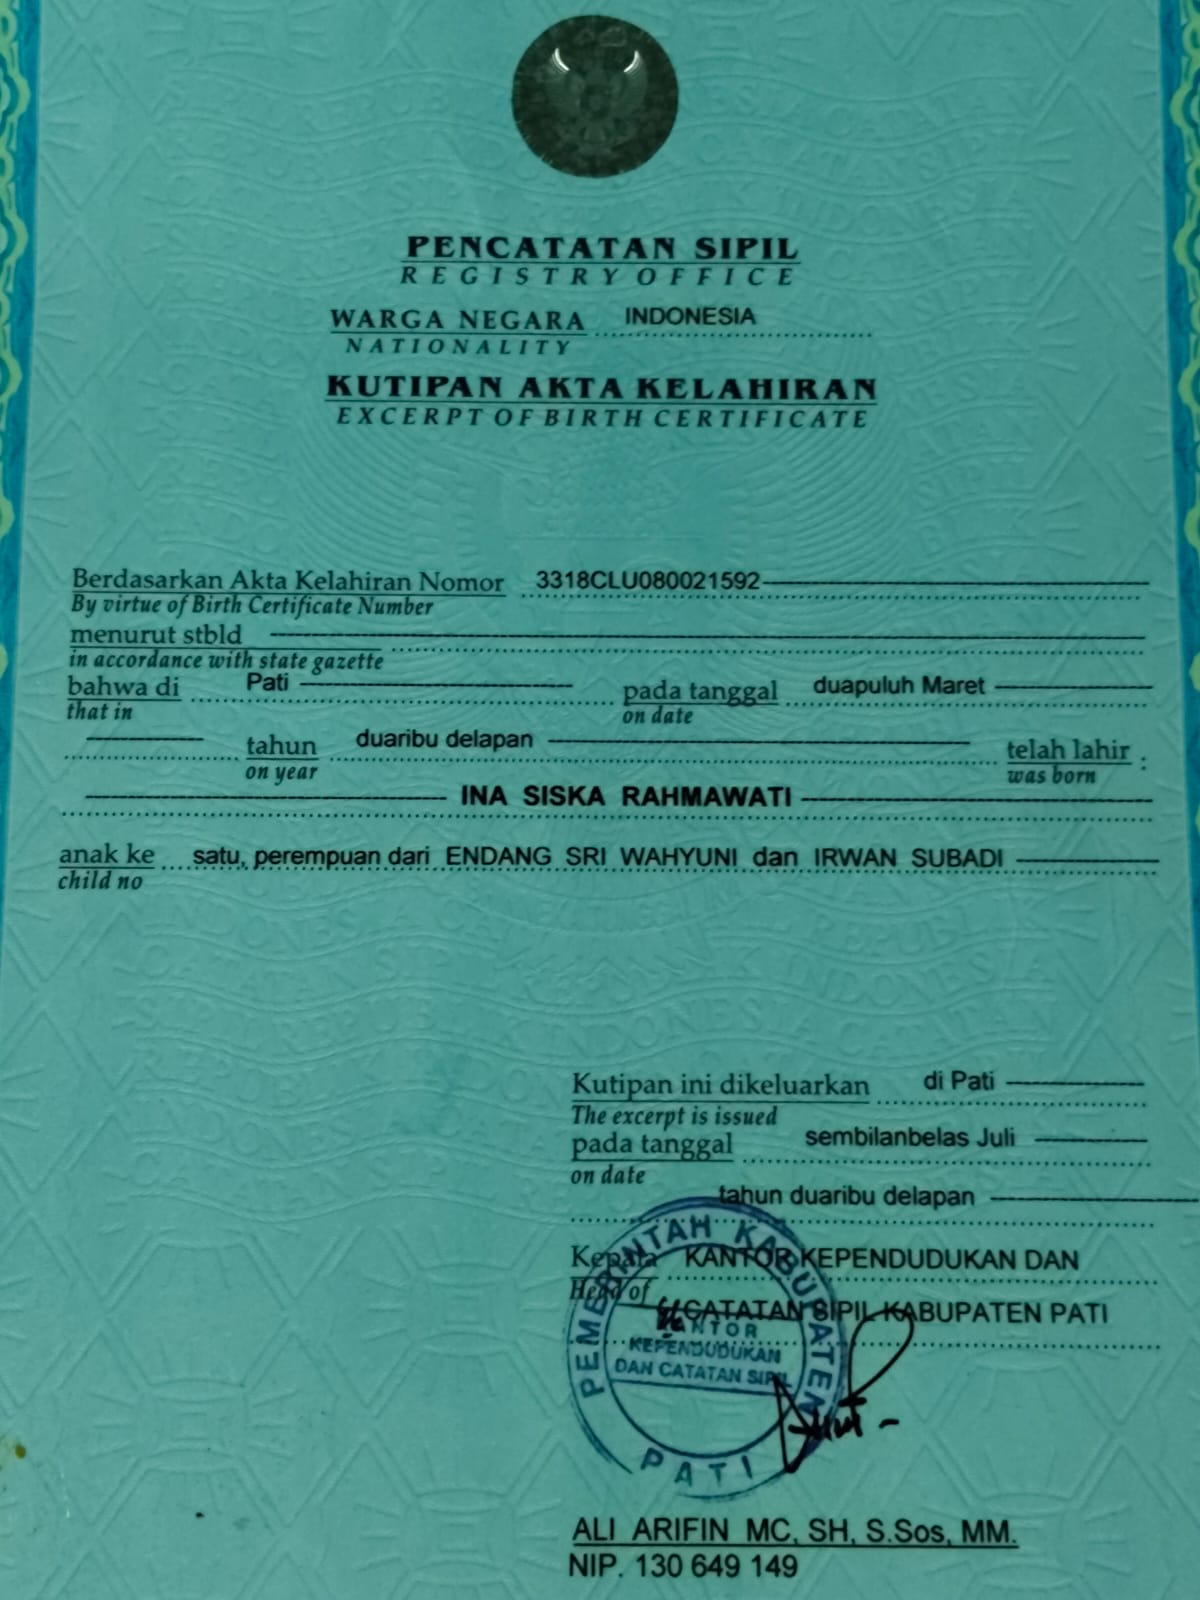 PENCATATAN SIPIL
REGISTRY OFFICE
WARGA NEGARA INDONESIA
NATIONALITY
KUTIPAN AKTA KELAHIRAN
EXCERPT OF BIRTH CERTIFICATE
Berdasarkan Akta Kelahiran Nomor 3318CLU080021592
By virtue of Birth Certificate Number
menurut stbld
in accordance with state gazette
bahwa di Pati pada tanggal duapuluh Maret
that in on date
tahun duaribu delapan telah lahir :
on year was born
INA SISKA RAHMAWATI
anak ke satu, perempuan dari ENDANG SRI WAHYUNI dan IRWAN SUBADI
child no
Kutipan ini dikeluarkan di Pati
The excerpt is issued
pada tanggal sembilanbelas Juli
on date
tahun duaribu delapan
Kepala KANTOR KEPENDUDUKAN DAN
Head of
CATATAN SIPIL KABUPATEN PATI
PEMERINTAH KABUPATEN
KANTOR
KEPENDUDUKAN
DAN CATATAN SIPIL
PATI
ALI ARIFIN MC, SH, S.Sos, MM.
NIP. 130 649 149